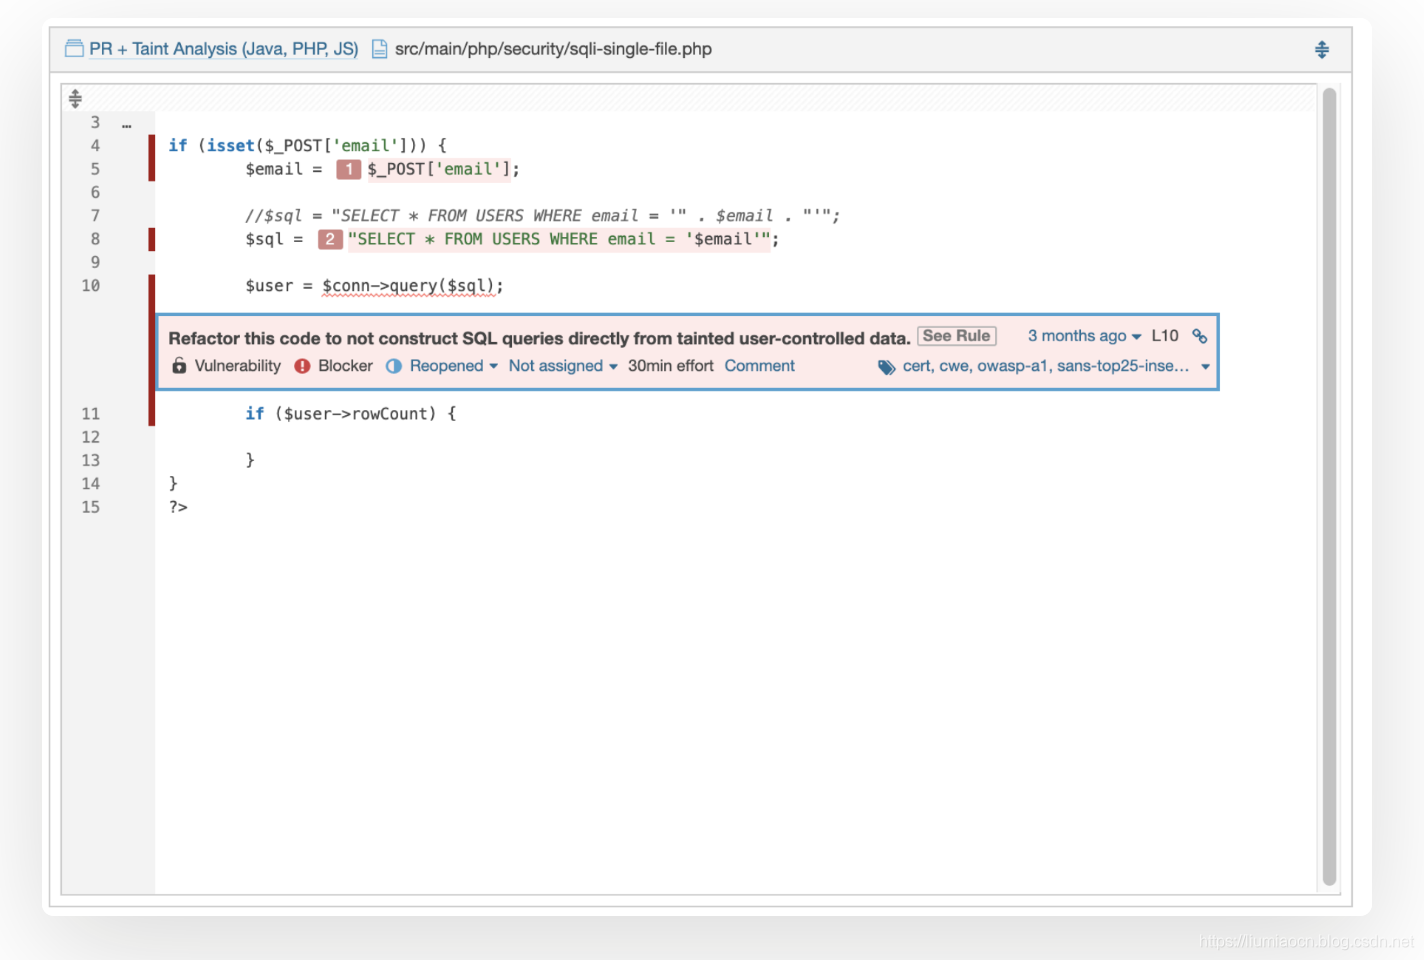 PR + Taint Analysis (Java, PHP, JS) src/main/php/security/sqli-single-file.php
3 …
4 if (isset($_POST['email'])) {
5 $email = 1 $_POST['email'];
6
7 //$sql = "SELECT * FROM USERS WHERE email = '" . $email . "'";
8 $sql = 2 "SELECT * FROM USERS WHERE email = '$email'";
9
10 $user = $conn->query($sql);
Refactor this code to not construct SQL queries directly from tainted user-controlled data. See Rule 3 months ago L10
Vulnerability Blocker Reopened Not assigned 30min effort Comment cert, cwe, owasp-a1, sans-top25-inse…
11 if ($user->rowCount) {
12
13 }
14 }
15 ?>
https://liumiaocn.blog.csdn.net